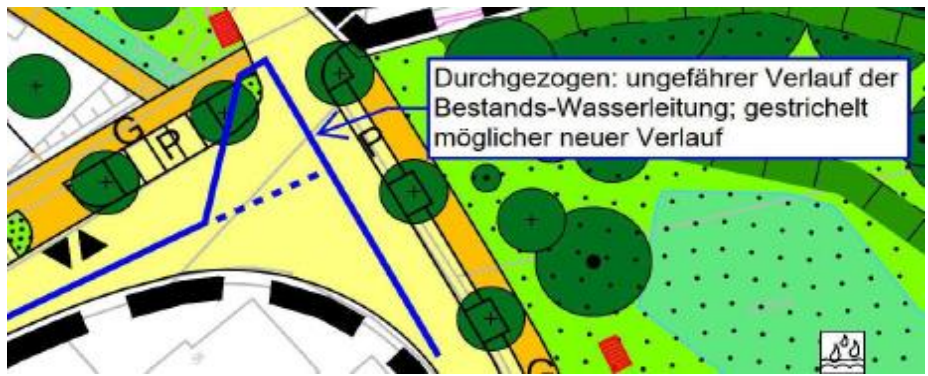 Durchgezogen: ungefährer Verlauf der
Bestands-Wasserleitung; gestrichelt
möglicher neuer Verlauf
G
R
P
G